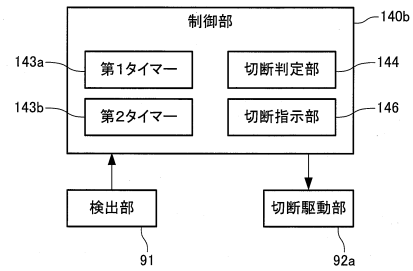 制御部
140b
143a
第1タイマー
切断判定部
144
143b
第2タイマー
切断指示部
146
検出部
切断駆動部
91
92a